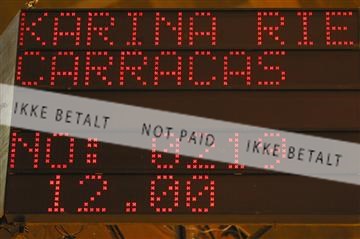 KARINA RIE
CARRACAS
IKKE BETALT NOT PAID IKKE BETALT
NO: 0210
12.00